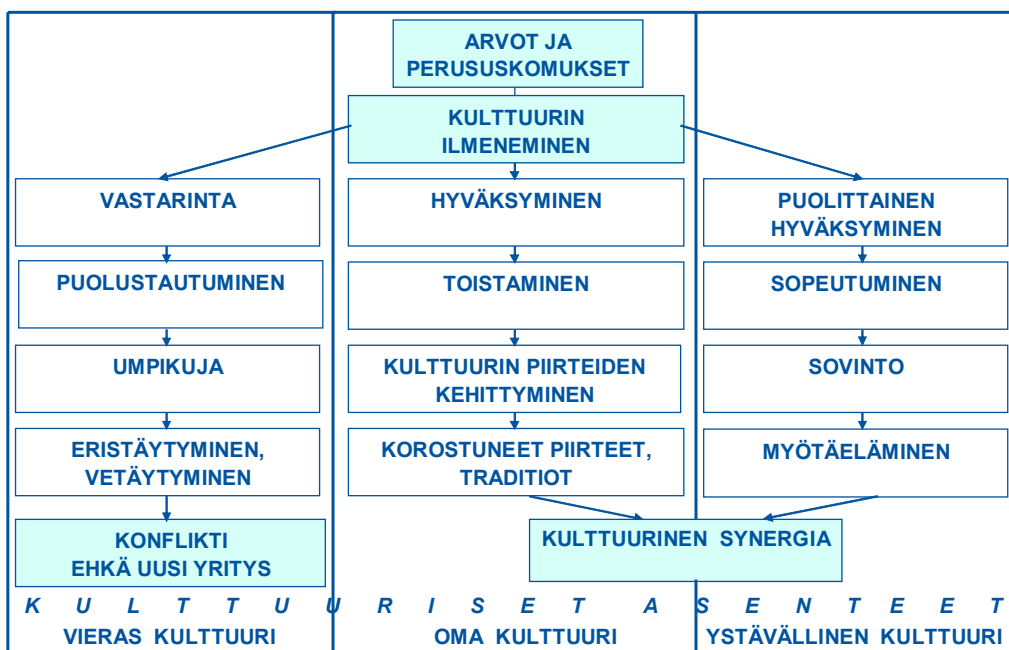 ARVOT JA
PERUSUSKOMUKSET
KULTTUURIN
ILMENEMINEN
VASTARINTA
HYVÄKSYMINEN
PUOLITTAINEN
HYVÄKSYMINEN
PUOLUSTAUTUMINEN
TOISTAMINEN
SOPEUTUMINEN
UMPIKUJA
KULTTUURIN PIIRTEIDEN
KEHITTYMINEN
SOVINTO
ERISTÄYTYMINEN,
VETÄYTYMINEN
KOROSTUNEET PIIRTEET,
TRADITIOT
MYÖTÄELÄMINEN
KONFLIKTI
EHKÄ UUSI YRITYS
KULTTUURINEN SYNERGIA
K U L T T U U R I S E T A S E N T E E T
VIERAS KULTTUURI
OMA KULTTUURI
YSTÄVÄLLINEN KULTTUURI